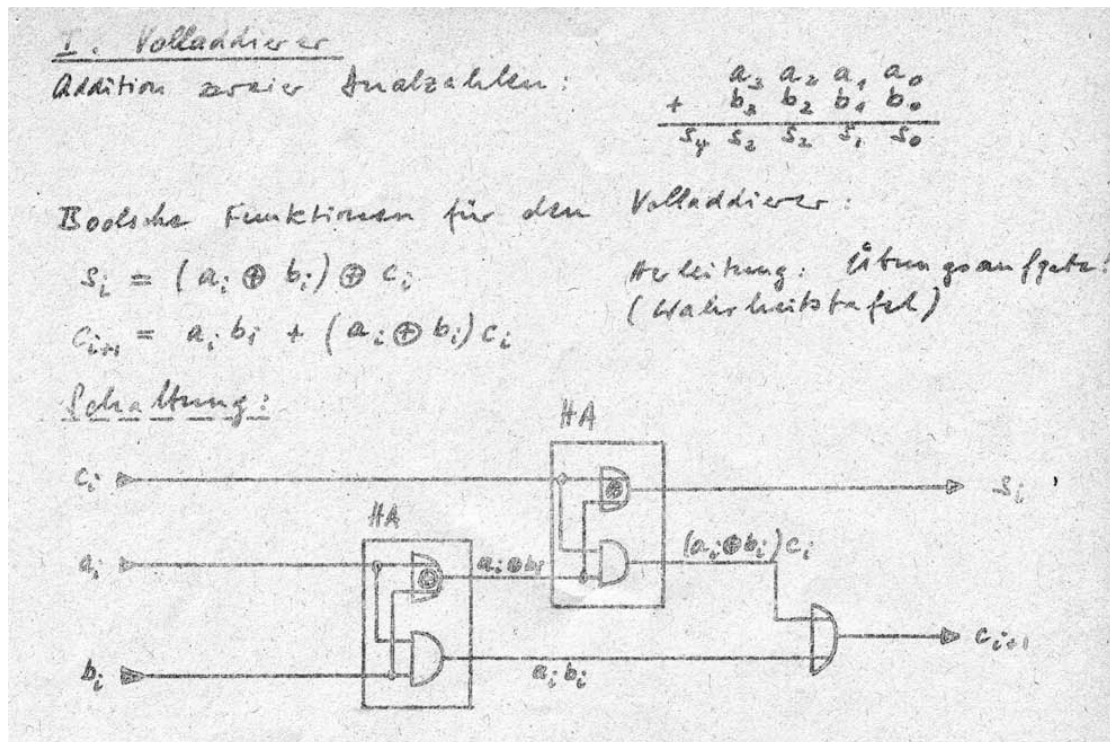 I. Volladdierer
Addition zweier Dualzahlen:
a₃ a₂ a₁ a₀
+ b₃ b₂ b₁ b₀
S₄ S₂ S₂ S₁ S₀
Boolsche Funktionen für den Volladdierer:
sᵢ = (aᵢ ⊕ bᵢ) ⊕ cᵢ
Herleitung: Übungsaufgabe!
(Wahrheitstafel)
cᵢ₊₁ = aᵢ bᵢ + (aᵢ ⊕ bᵢ) cᵢ
Schaltung:
HA
cᵢ
sᵢ
HA
(aᵢ⊕bᵢ) cᵢ
aᵢ
aᵢ⊕bᵢ
cᵢ₊₁
bᵢ
aᵢ bᵢ